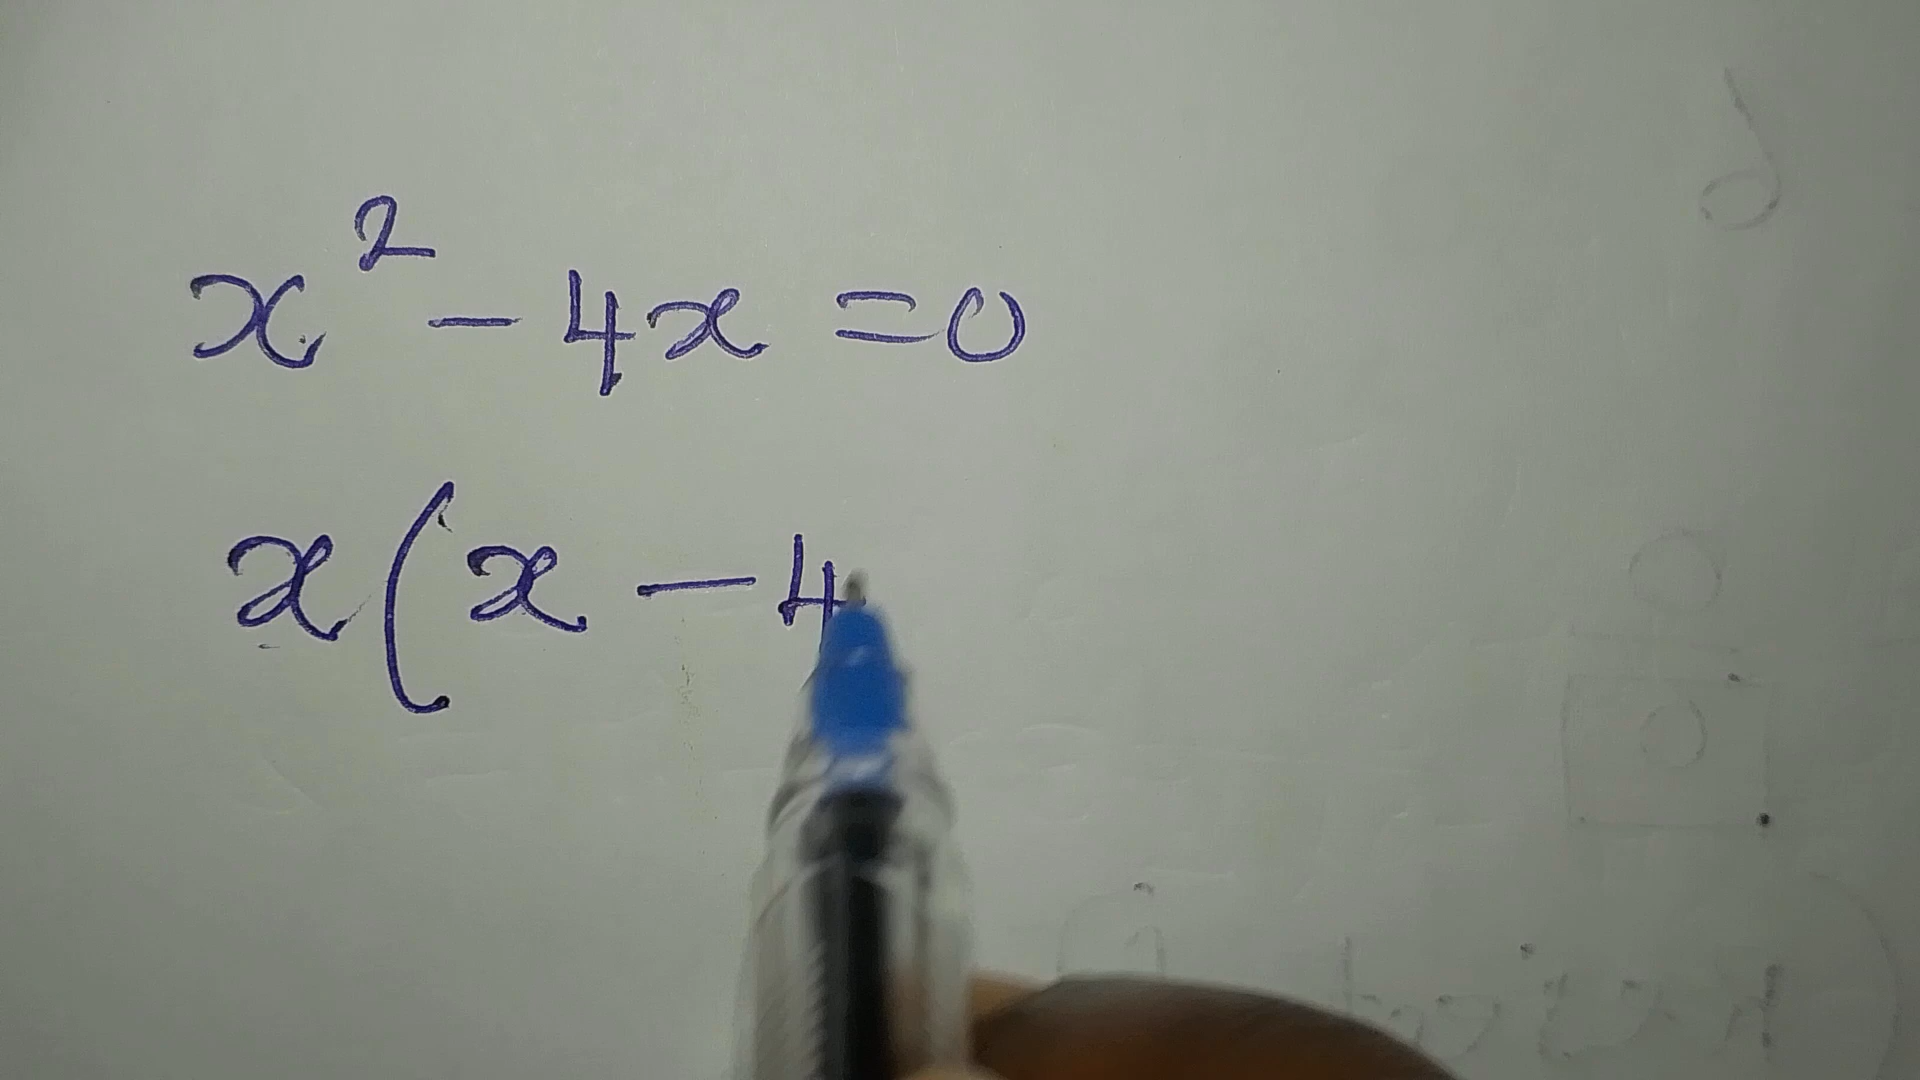 x² - 4x = 0
x(x - 4